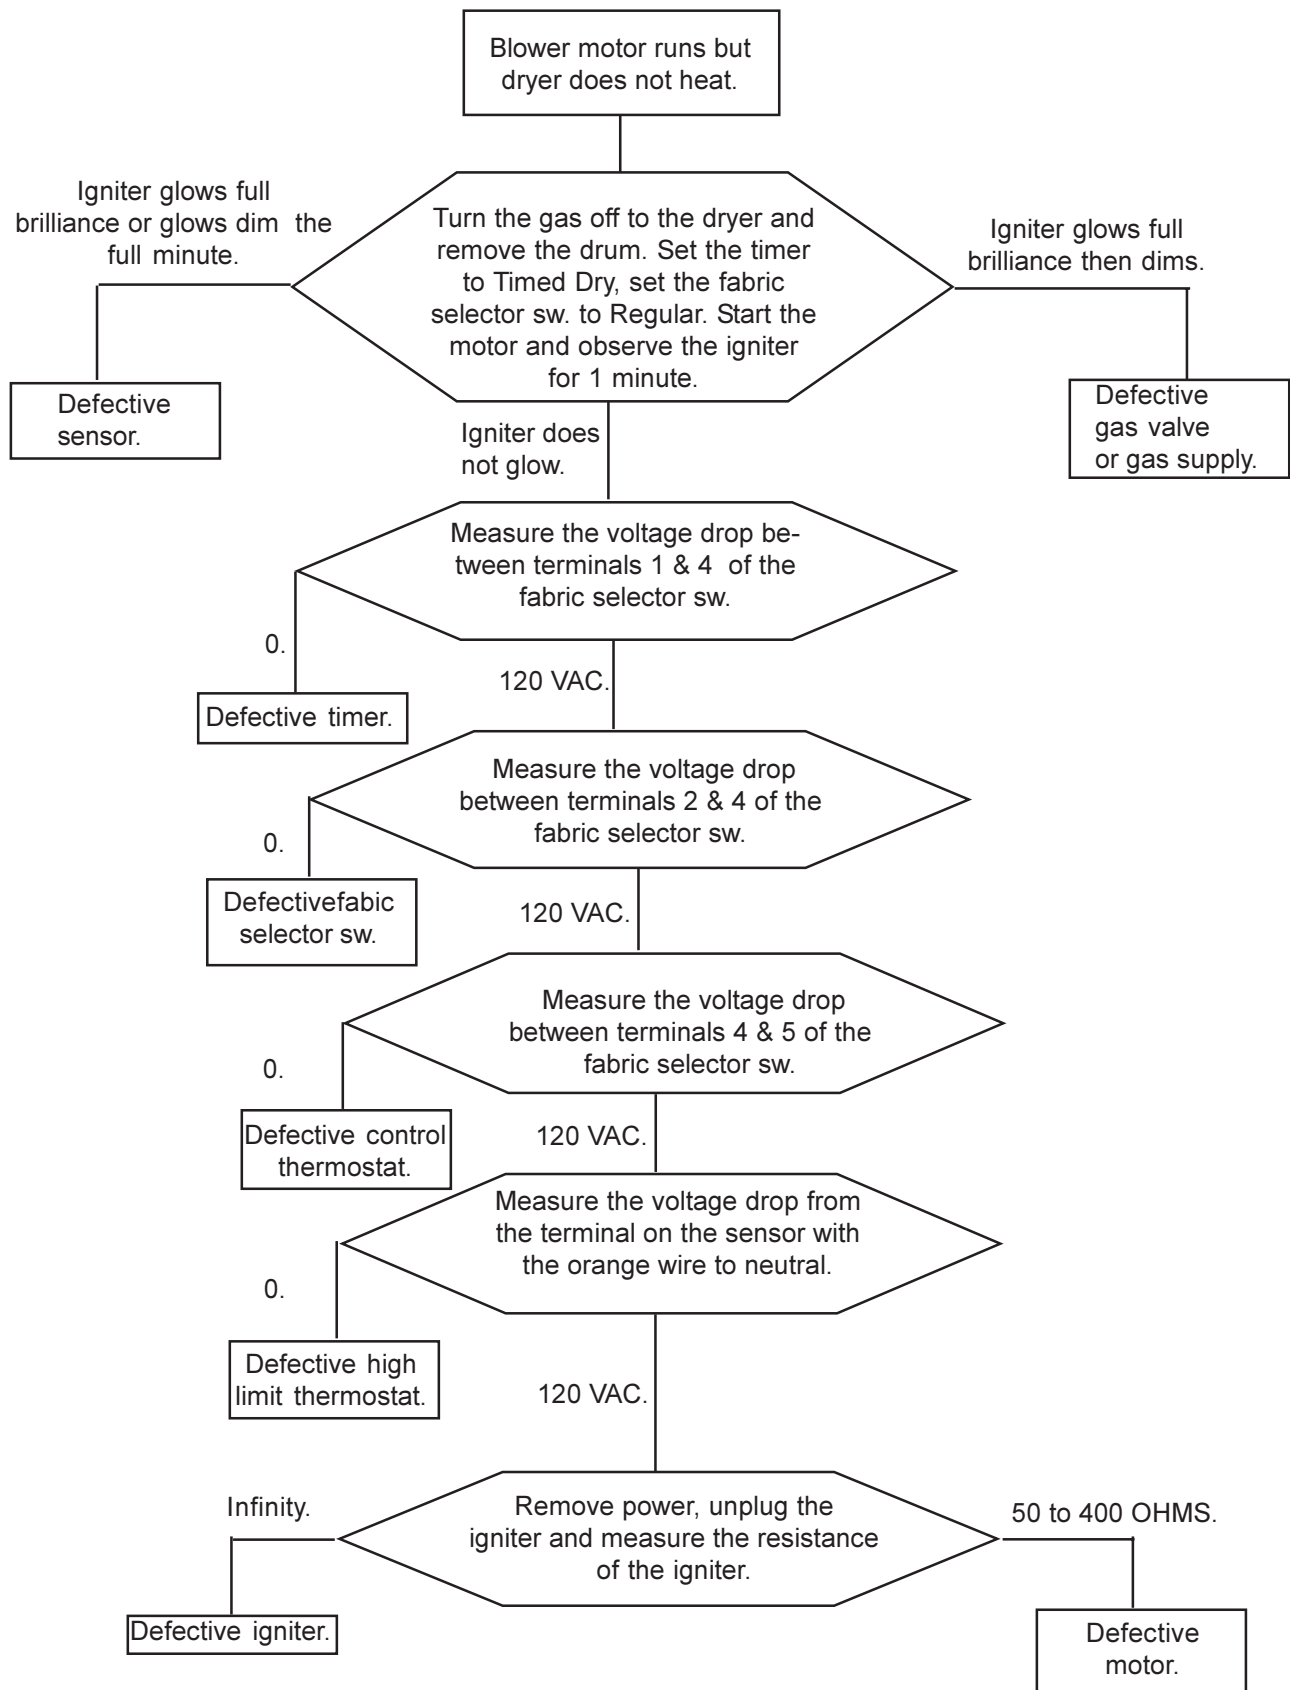 Blower motor runs but
dryer does not heat.
Igniter glows full
brilliance or glows dim the
full minute.
Turn the gas off to the dryer and
remove the drum. Set the timer
to Timed Dry, set the fabric
selector sw. to Regular. Start the
motor and observe the igniter
for 1 minute.
Igniter glows full
brilliance then dims.
Defective
sensor.
Defective
gas valve
or gas supply.
Igniter does
not glow.
Measure the voltage drop be-
tween terminals 1 & 4 of the
fabric selector sw.
0.
120 VAC.
Defective timer.
Measure the voltage drop
between terminals 2 & 4 of the
fabric selector sw.
0.
120 VAC.
Defectivefabic
selector sw.
Measure the voltage drop
between terminals 4 & 5 of the
fabric selector sw.
0.
120 VAC.
Defective control
thermostat.
Measure the voltage drop from
the terminal on the sensor with
the orange wire to neutral.
0.
120 VAC.
Defective high
limit thermostat.
Infinity.
Remove power, unplug the
igniter and measure the resistance
of the igniter.
50 to 400 OHMS.
Defective igniter.
Defective
motor.